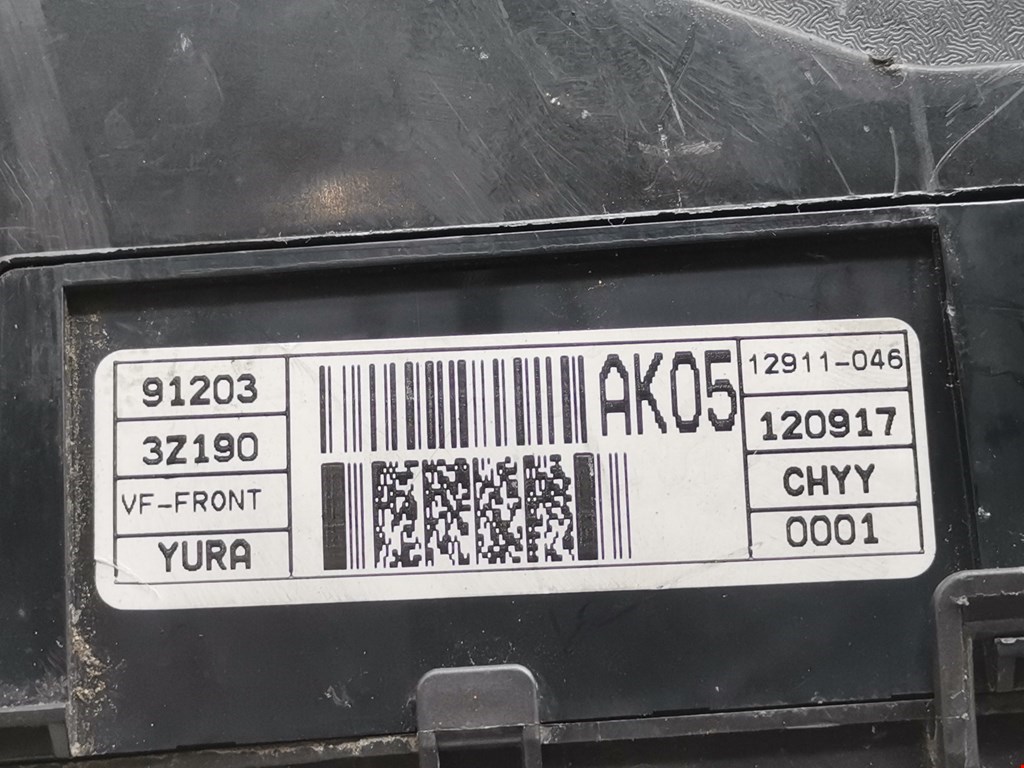 91203
3Z190
VF-FRONT
YURA
AK05
12911-046
120917
CHYY
0001